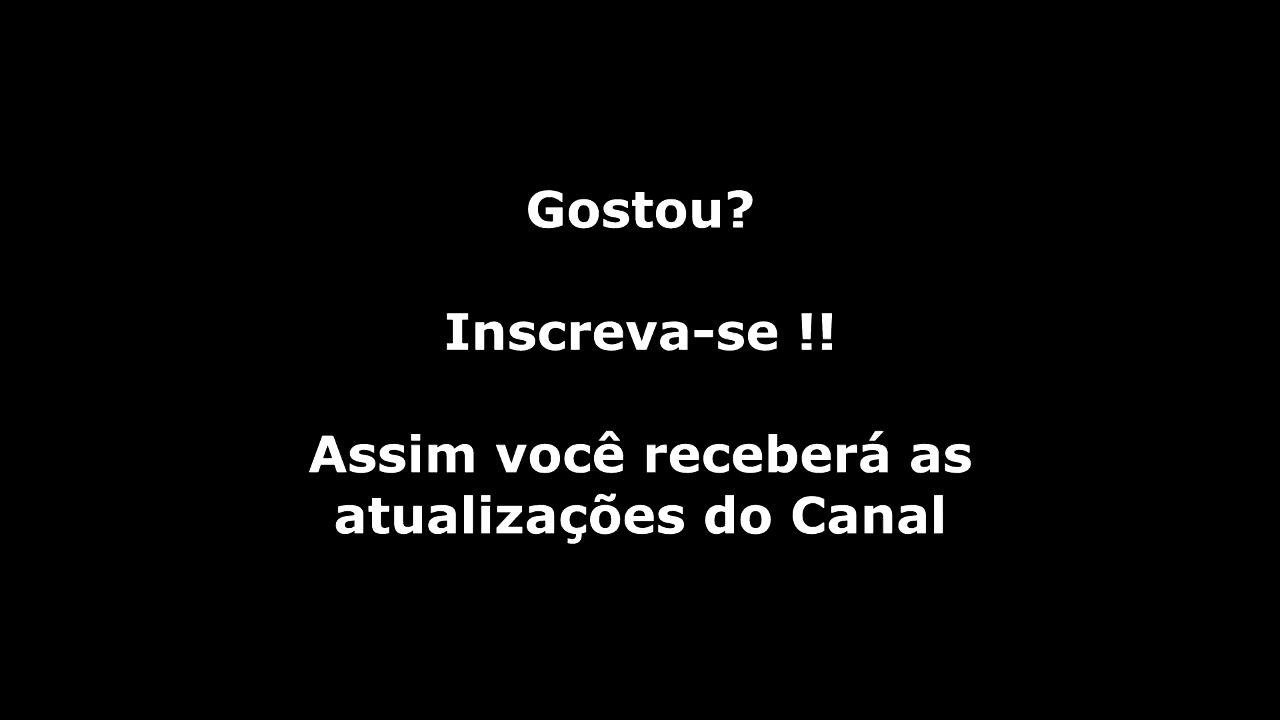 Gostou?
Inscreva-se !!
Assim você receberá as
atualizações do Canal